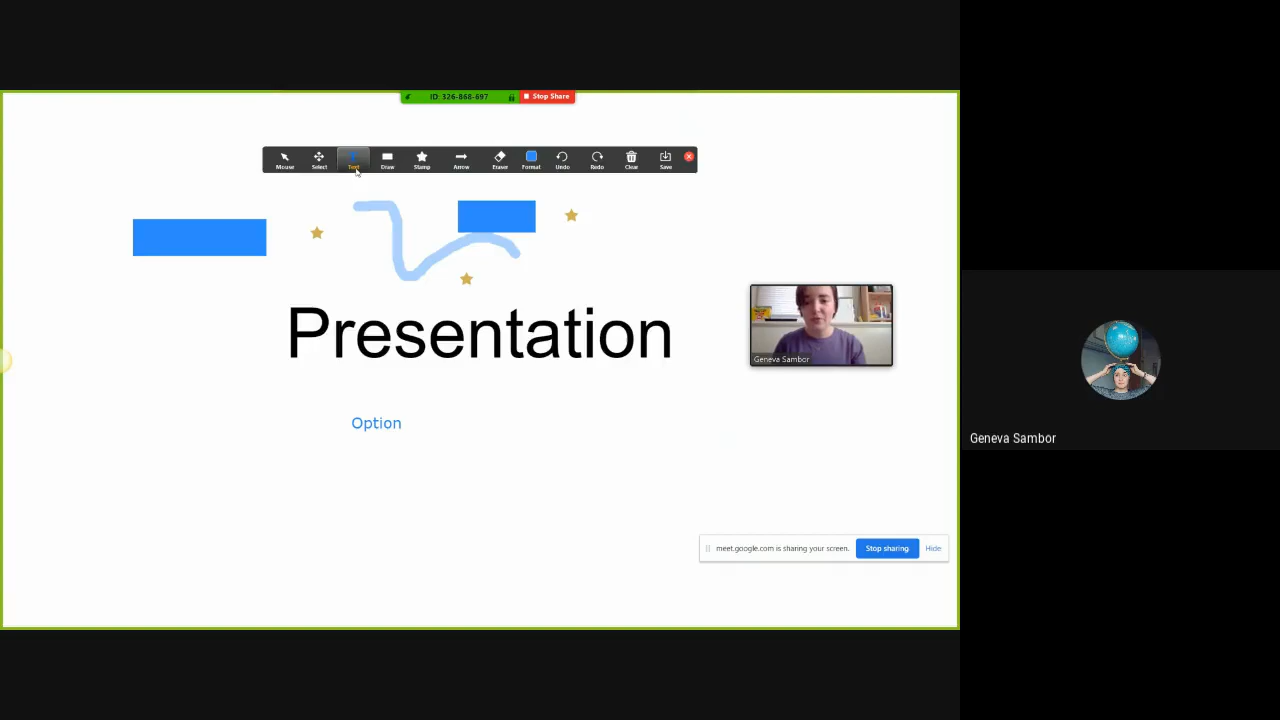 ID: 326-868-697
Stop Share
Mouse Select Text Draw Stamp Arrow Eraser Format Undo Redo Clear Save
Presentation
Geneva Sambor
Option
Geneva Sambor
meet.google.com is sharing your screen. Stop sharing Hide